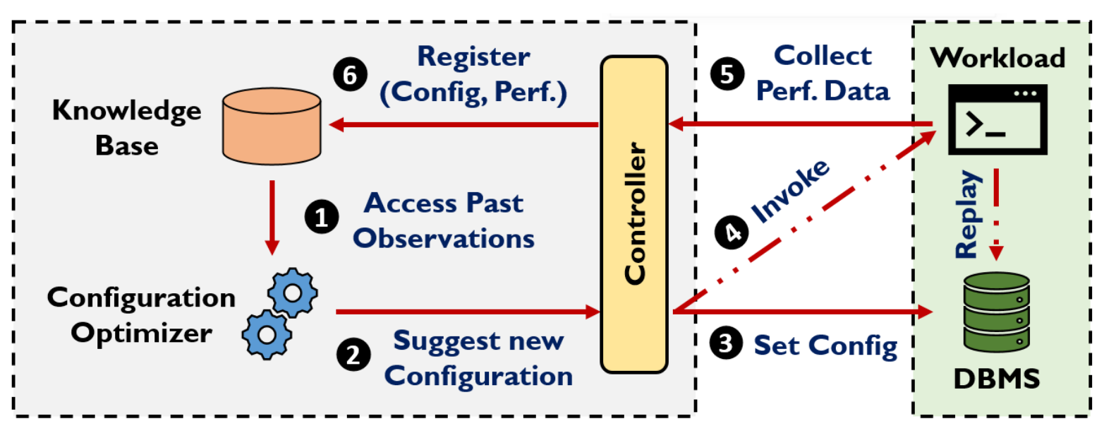 Knowledge
Base
6 Register
(Config, Perf.)
Controller
5 Collect
Perf. Data
Workload
>_
1 Access Past
Observations
4 Invoke
Replay
Configuration
Optimizer
2 Suggest new
Configuration
3 Set Config
DBMS